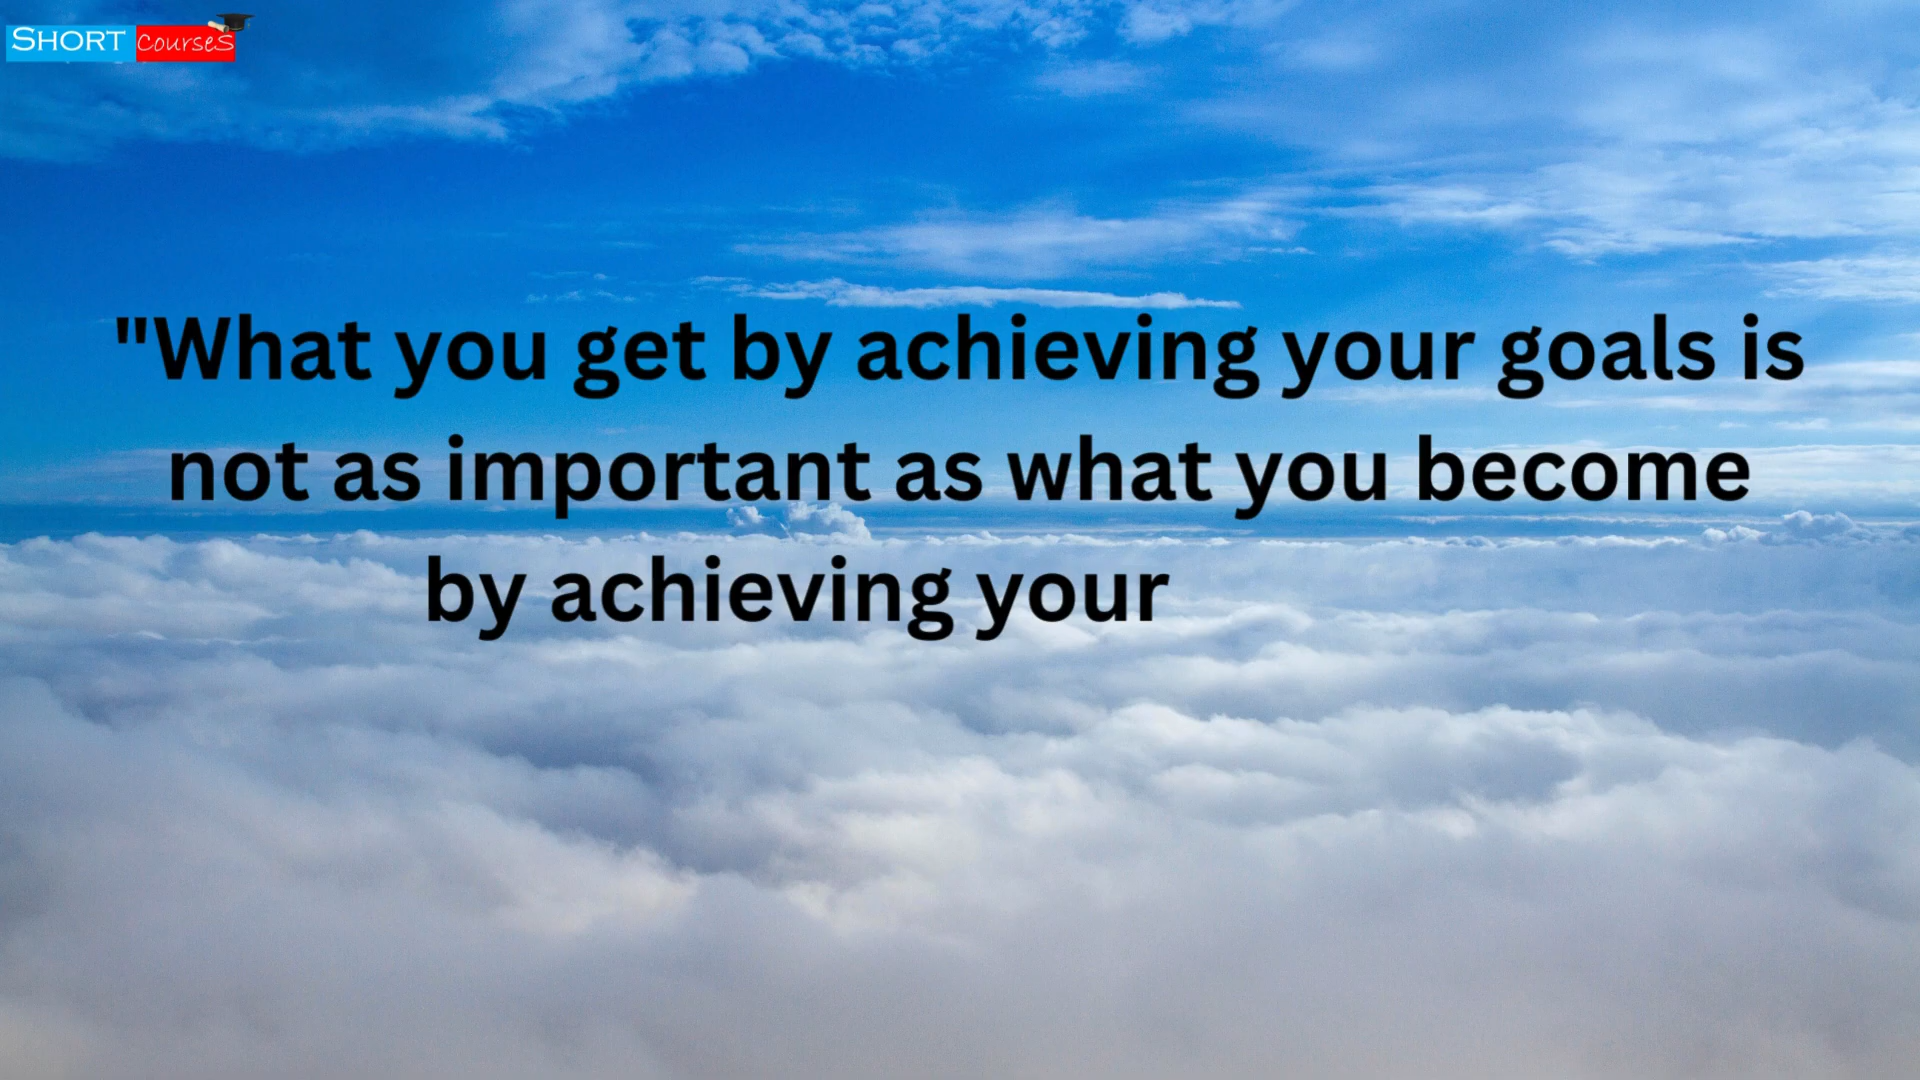 SHORT CourseS
"What you get by achieving your goals is
not as important as what you become
by achieving your